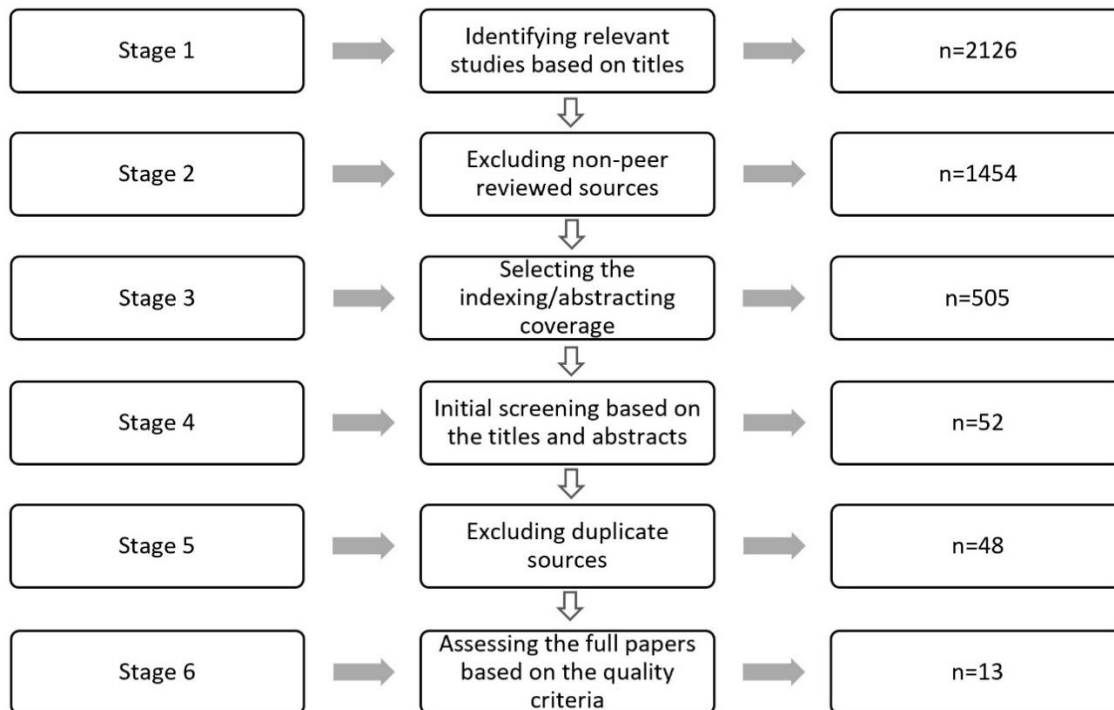 Stage 1
Identifying relevant
studies based on titles
n=2126
Stage 2
Excluding non-peer
reviewed sources
n=1454
Stage 3
Selecting the
indexing/abstracting
coverage
n=505
Stage 4
Initial screening based on
the titles and abstracts
n=52
Stage 5
Excluding duplicate
sources
n=48
Stage 6
Assessing the full papers
based on the quality
criteria
n=13